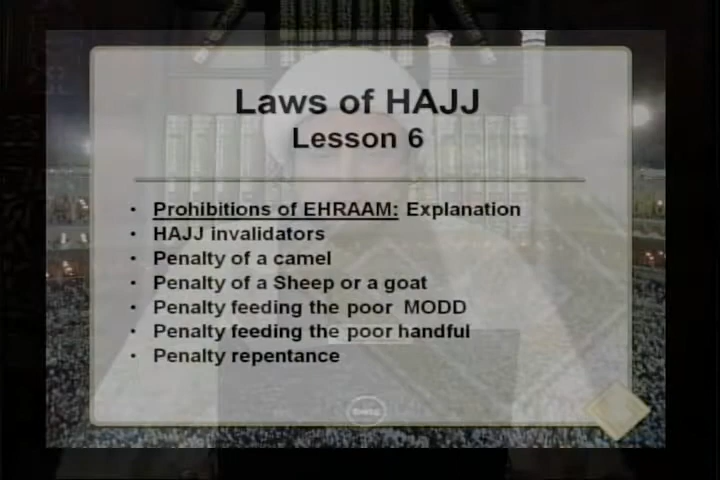 Laws of HAJJ
Lesson 6
• Prohibitions of EHRAAM: Explanation
• HAJJ invalidators
• Penalty of a camel
• Penalty of a Sheep or a goat
• Penalty feeding the poor MODD
• Penalty feeding the poor handful
• Penalty repentance